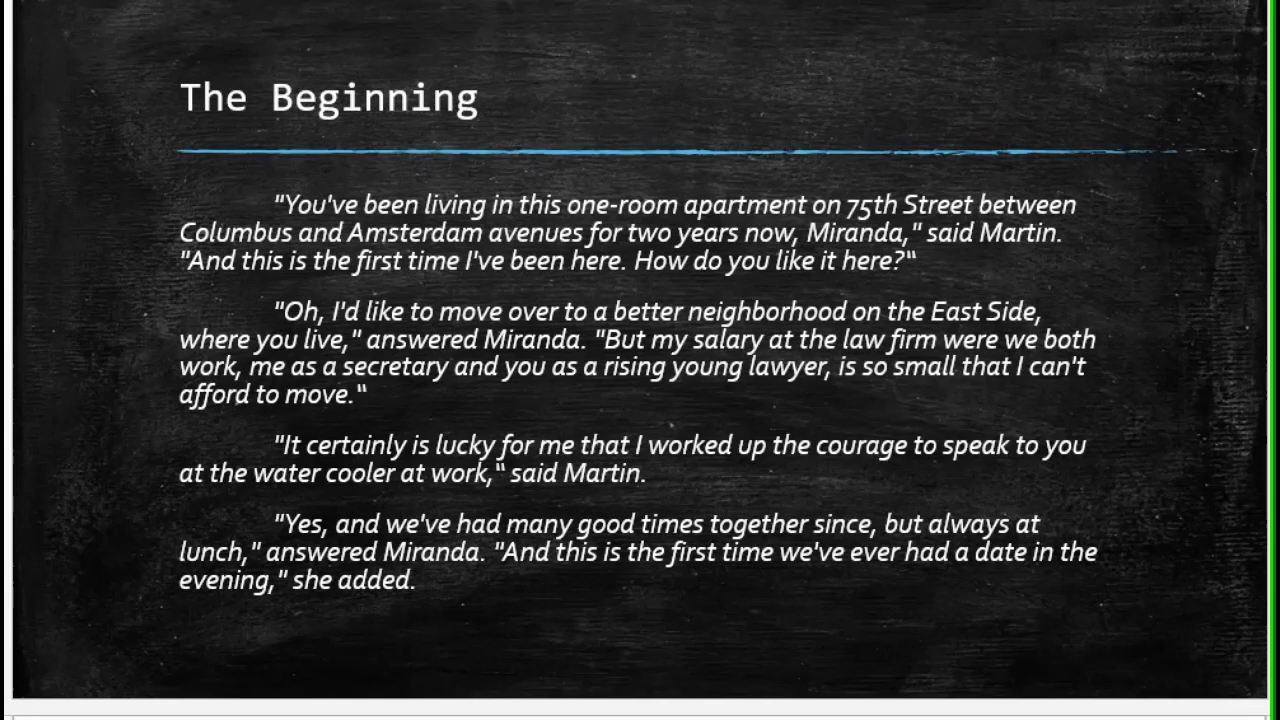 The Beginning
"You've been living in this one-room apartment on 75th Street between
Columbus and Amsterdam avenues for two years now, Miranda," said Martin.
"And this is the first time I've been here. How do you like it here?"
"Oh, I'd like to move over to a better neighborhood on the East Side,
where you live," answered Miranda. "But my salary at the law firm were we both
work, me as a secretary and you as a rising young lawyer, is so small that I can't
afford to move."
"It certainly is lucky for me that I worked up the courage to speak to you
at the water cooler at work," said Martin.
"Yes, and we've had many good times together since, but always at
lunch," answered Miranda. "And this is the first time we've ever had a date in the
evening," she added.